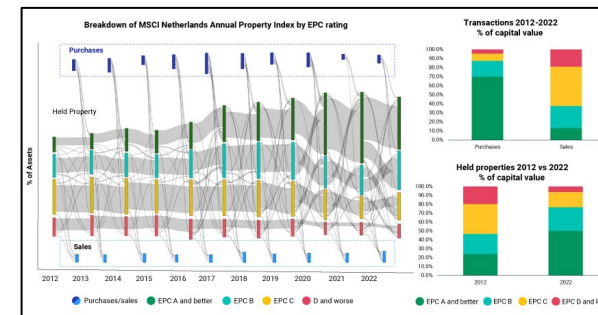 Breakdown of MSCI Netherlands Annual Property Index by EPC rating
Purchases
Held Property
% of Assets
Sales
2012 2013 2014 2015 2016 2017 2018 2019 2020 2021 2022
Purchases/sales EPC A and better EPC B EPC C D and worse
Transactions 2012-2022
% of capital value
100.0%
90.0%
80.0%
70.0%
60.0%
50.0%
40.0%
30.0%
20.0%
10.0%
0.0%
Purchases Sales
Held properties 2012 vs 2022
% of capital value
100.0%
90.0%
80.0%
70.0%
60.0%
50.0%
40.0%
30.0%
20.0%
10.0%
0.0%
2012 2022
EPC A and better EPC B EPC C EPC D and